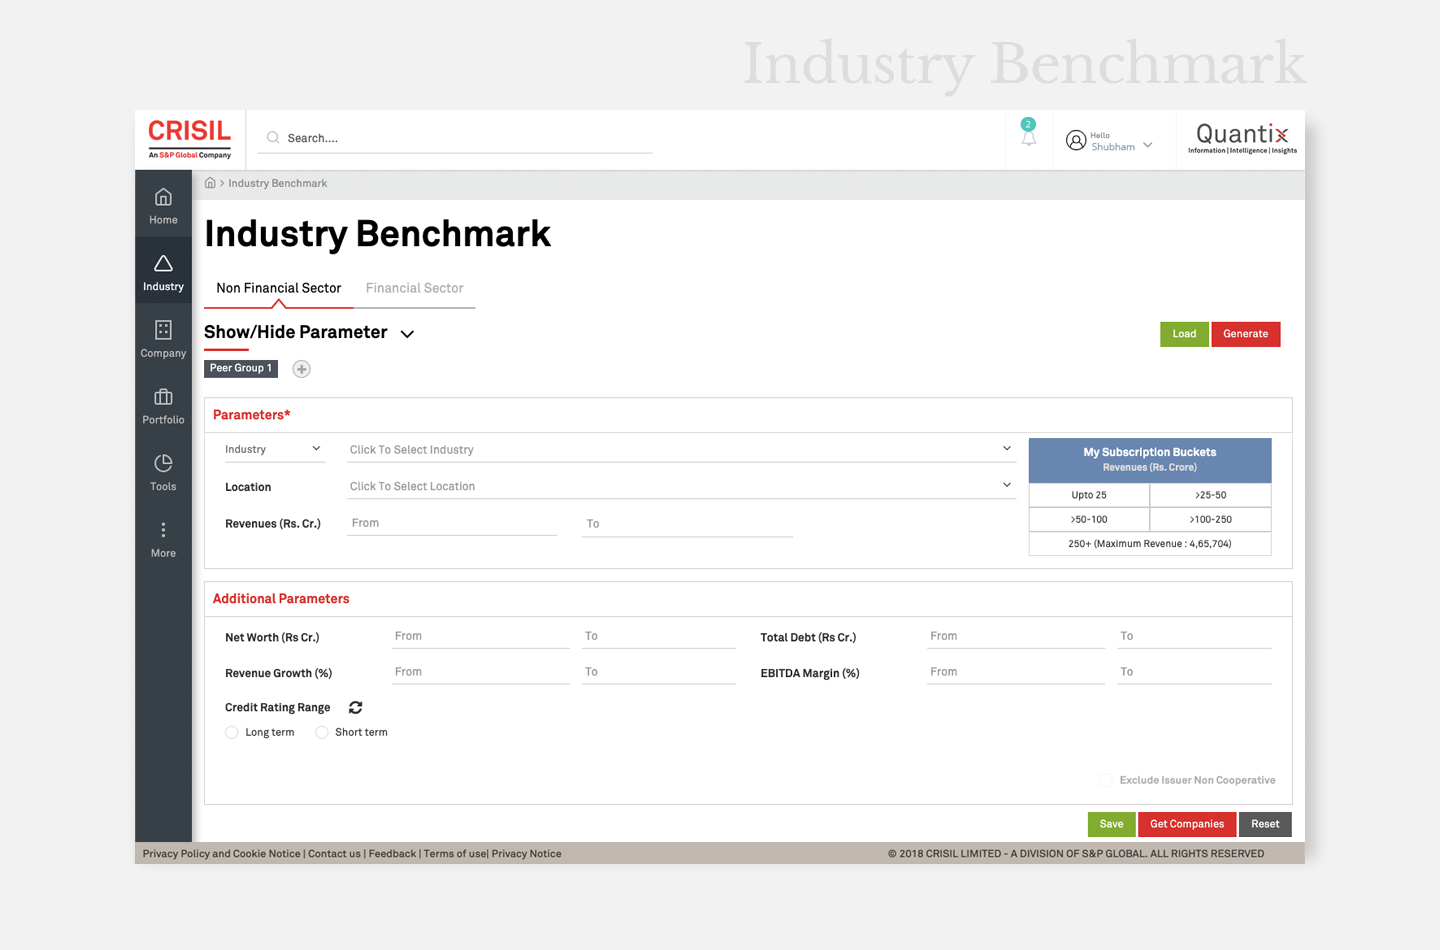 Industry Benchmark
CRISIL
An S&P Global Company
Search....
2
Hello
Shubham
Quantix
Information | Intelligence | Insights
> Industry Benchmark
Home
Industry
Company
Portfolio
Tools
More
Industry Benchmark
Non Financial Sector Financial Sector
Show/Hide Parameter
Load Generate
Peer Group 1
Parameters*
Industry Click To Select Industry
Location Click To Select Location
Revenues (Rs. Cr.) From To
My Subscription Buckets
Revenues (Rs. Crore)
Upto 25 >25-50
>50-100 >100-250
250+ (Maximum Revenue : 4,65,704)
Additional Parameters
Net Worth (Rs Cr.) From To Total Debt (Rs Cr.) From To
Revenue Growth (%) From To EBITDA Margin (%) From To
Credit Rating Range
Long term Short term
Exclude Issuer Non Cooperative
Save Get Companies Reset
Privacy Policy and Cookie Notice | Contact us | Feedback | Terms of use| Privacy Notice © 2018 CRISIL LIMITED - A DIVISION OF S&P GLOBAL. ALL RIGHTS RESERVED